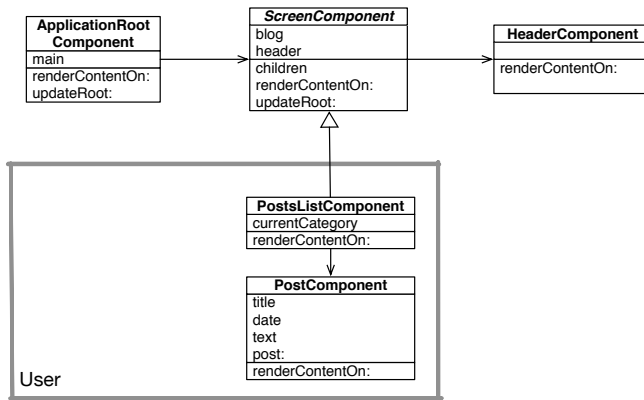 ApplicationRoot
Component
main
renderContentOn:
updateRoot:
ScreenComponent
blog
header
children
renderContentOn:
updateRoot:
HeaderComponent
renderContentOn:
PostsListComponent
currentCategory
renderContentOn:
PostComponent
title
date
text
post:
renderContentOn:
User